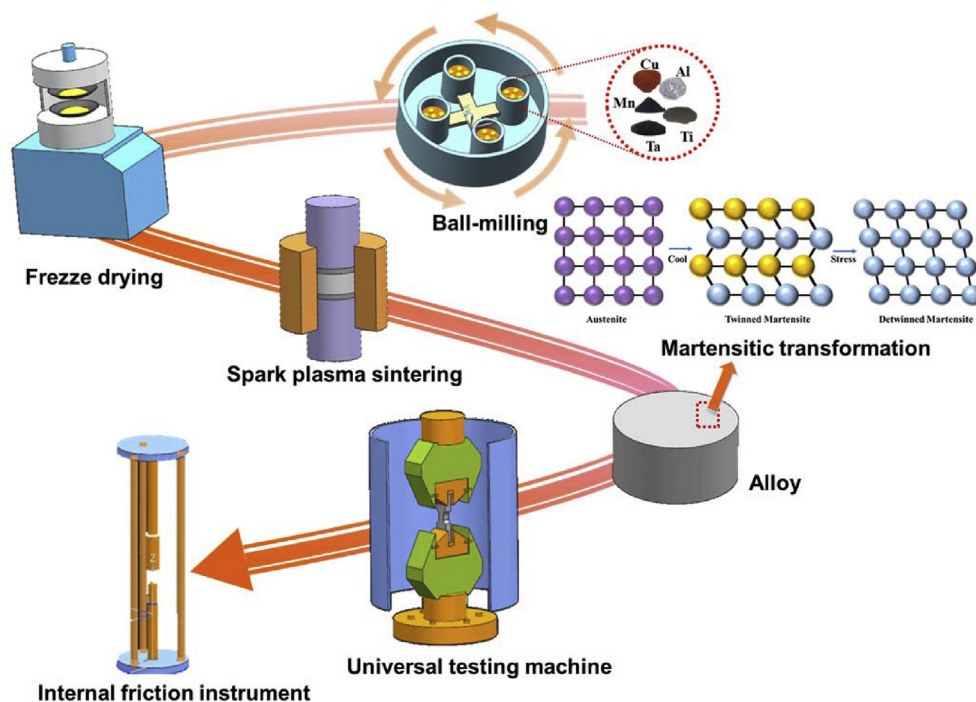 Cu
Al
Mn
Ti
Ta
Ball-milling
Frezze drying
Cool
Stress
Austenite
Twinned Martensite
Detwinned Martensite
Martensitic transformation
Spark plasma sintering
Alloy
Z
Universal testing machine
Internal friction instrument